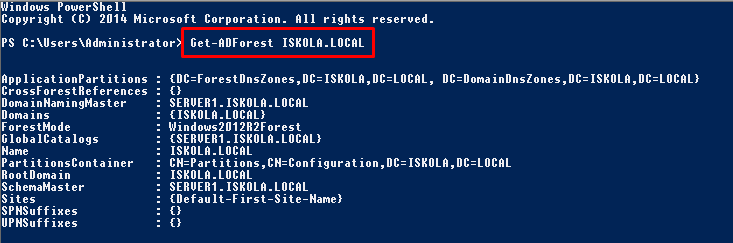 Windows PowerShell
Copyright (C) 2014 Microsoft Corporation. All rights reserved.
PS C:\Users\Administrator> Get-ADForest ISKOLA.LOCAL
ApplicationPartitions : {DC=ForestDnsZones,DC=ISKOLA,DC=LOCAL, DC=DomainDnsZones,DC=ISKOLA,DC=LOCAL}
CrossForestReferences : {}
DomainNamingMaster : SERVER1.ISKOLA.LOCAL
Domains : {ISKOLA.LOCAL}
ForestMode : Windows2012R2Forest
GlobalCatalogs : {SERVER1.ISKOLA.LOCAL}
Name : ISKOLA.LOCAL
PartitionsContainer : CN=Partitions,CN=Configuration,DC=ISKOLA,DC=LOCAL
RootDomain : ISKOLA.LOCAL
SchemaMaster : SERVER1.ISKOLA.LOCAL
Sites : {Default-First-Site-Name}
SPNSuffixes : {}
UPNSuffixes : {}